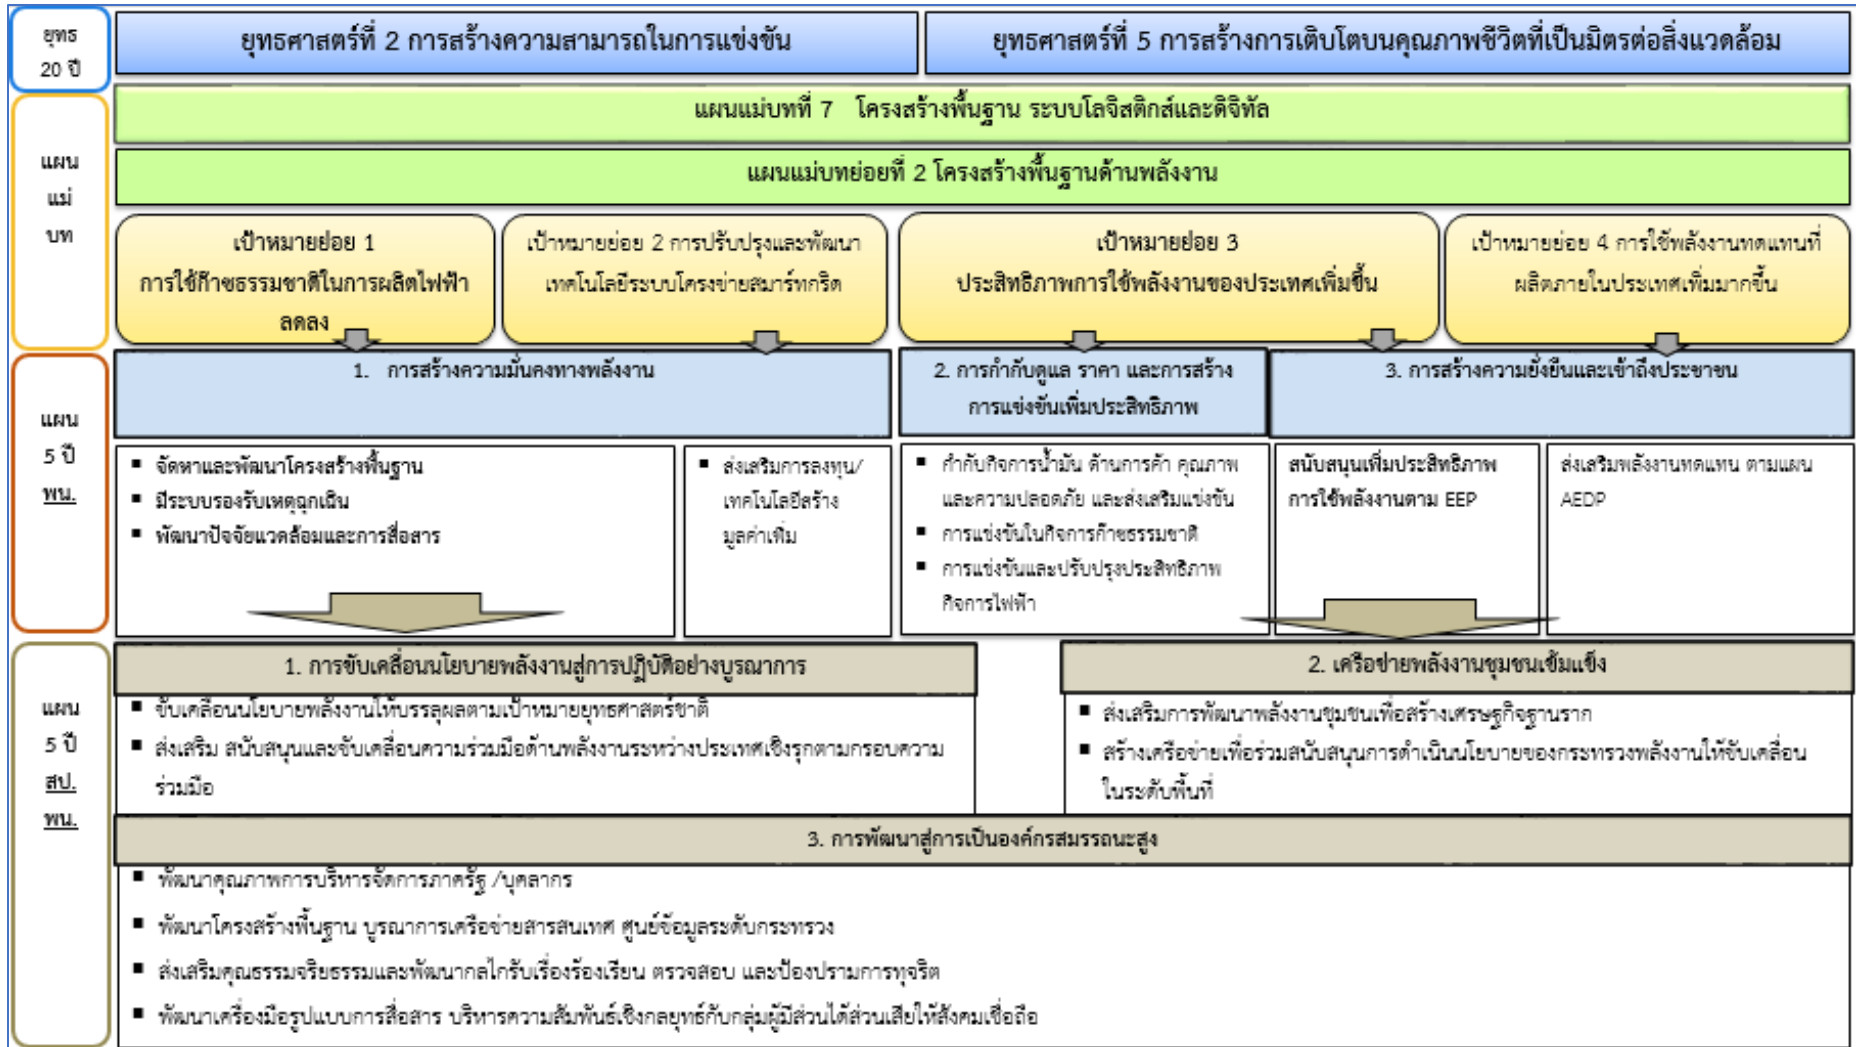 ยุทธ
20 ปี
ยุทธศาสตร์ที่ 2 การสร้างความสามารถในการแข่งขัน
ยุทธศาสตร์ที่ 5 การสร้างการเติบโตบนคุณภาพชีวิตที่เป็นมิตรต่อสิ่งแวดล้อม
แผน
แม่
บท
แผนแม่บทที่ 7 โครงสร้างพื้นฐาน ระบบโลจิสติกส์และดิจิทัล
แผนแม่บทย่อยที่ 2 โครงสร้างพื้นฐานด้านพลังงาน
เป้าหมายย่อย 1
การใช้ก๊าซธรรมชาติในการผลิตไฟฟ้า
ลดลง
เป้าหมายย่อย 2 การปรับปรุงและพัฒนา
เทคโนโลยีระบบโครงข่ายสมาร์ทกริด
เป้าหมายย่อย 3
ประสิทธิภาพการใช้พลังงานของประเทศเพิ่มขึ้น
เป้าหมายย่อย 4 การใช้พลังงานทดแทนที่
ผลิตภายในประเทศเพิ่มมากขึ้น
แผน
5 ปี
พน.
1. การสร้างความมั่นคงทางพลังงาน
2. การกำกับดูแล ราคา และการสร้าง
การแข่งขันเพิ่มประสิทธิภาพ
3. การสร้างความยั่งยืนและเข้าถึงประชาชน
▪ จัดหาและพัฒนาโครงสร้างพื้นฐาน
▪ มีระบบรองรับเหตุฉุกเฉิน
▪ พัฒนาปัจจัยแวดล้อมและการสื่อสาร
▪ ส่งเสริมการลงทุน/
เทคโนโลยีสร้าง
มูลค่าเพิ่ม
▪ กำกับกิจการน้ำมัน ด้านการค้า คุณภาพ
และความปลอดภัย และส่งเสริมแข่งขัน
▪ การแข่งขันในกิจการก๊าซธรรมชาติ
▪ การแข่งขันและปรับปรุงประสิทธิภาพ
กิจการไฟฟ้า
สนับสนุนเพิ่มประสิทธิภาพ
การใช้พลังงานตาม EEP
ส่งเสริมพลังงานทดแทน ตามแผน
AEDP
แผน
5 ปี
สป.
พน.
1. การขับเคลื่อนนโยบายพลังงานสู่การปฏิบัติอย่างบูรณาการ
▪ ขับเคลื่อนนโยบายพลังงานให้บรรลุผลตามเป้าหมายยุทธศาสตร์ชาติ
▪ ส่งเสริม สนับสนุนและขับเคลื่อนความร่วมมือด้านพลังงานระหว่างประเทศเชิงรุกตามกรอบความ
ร่วมมือ
2. เครือข่ายพลังงานชุมชนเข้มแข็ง
▪ ส่งเสริมการพัฒนาพลังงานชุมชนเพื่อสร้างเศรษฐกิจฐานราก
▪ สร้างเครือข่ายเพื่อร่วมสนับสนุนการดำเนินนโยบายของกระทรวงพลังงานให้ขับเคลื่อน
ในระดับพื้นที่
3. การพัฒนาสู่การเป็นองค์กรสมรรถนะสูง
▪ พัฒนาคุณภาพการบริหารจัดการภาครัฐ /บุคลากร
▪ พัฒนาโครงสร้างพื้นฐาน บูรณาการเครือข่ายสารสนเทศ ศูนย์ข้อมูลระดับกระทรวง
▪ ส่งเสริมคุณธรรมจริยธรรมและพัฒนากลไกรับเรื่องร้องเรียน ตรวจสอบ และป้องปรามการทุจริต
▪ พัฒนาเครื่องมือรูปแบบการสื่อสาร บริหารความสัมพันธ์เชิงกลยุทธ์กับกลุ่มผู้มีส่วนได้ส่วนเสียให้สังคมเชื่อถือ